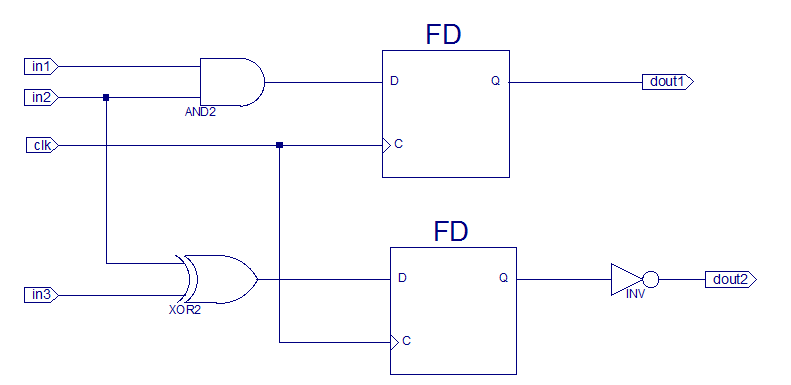 FD
in1
D
Q
dout1
in2
AND2
clk
C
FD
D
Q
dout2
in3
INV
XOR2
C